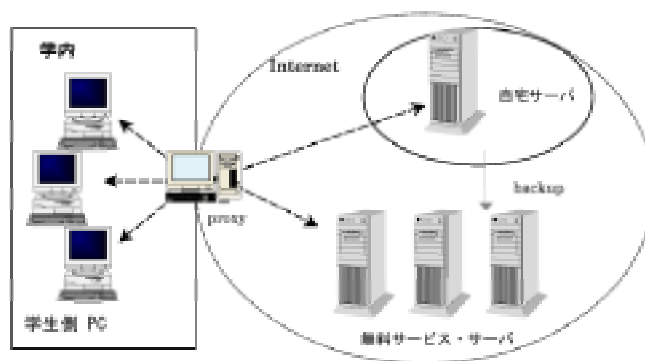 学内
Internet
自宅サーバ
backup
proxy
学生側 PC
無料サービス・サーバ